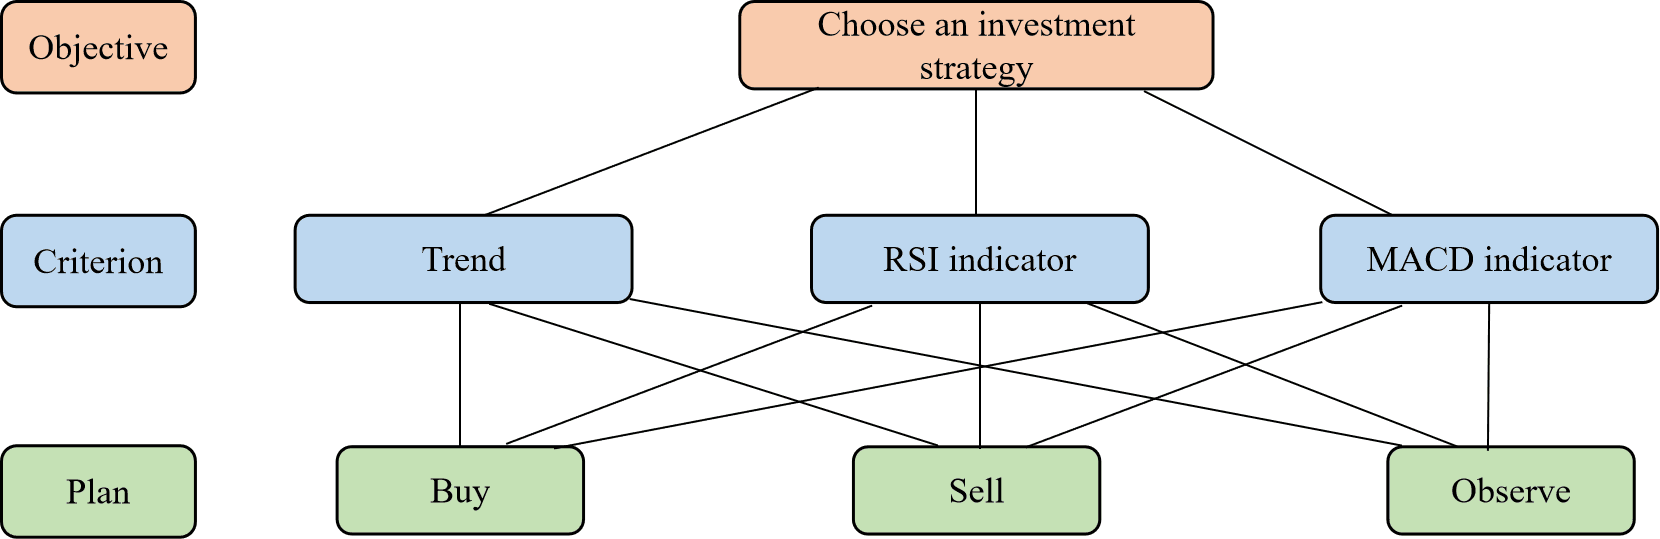 Objective
Choose an investment
strategy
Criterion
Trend
RSI indicator
MACD indicator
Plan
Buy
Sell
Observe